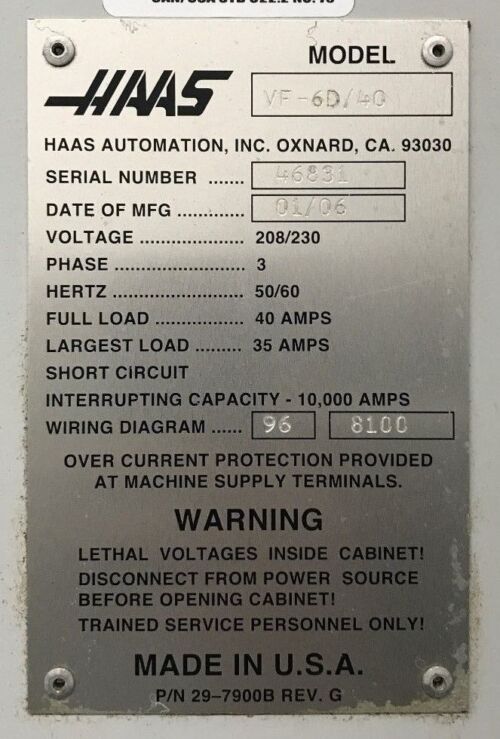 MODEL
HAAS VF-6D/40
HAAS AUTOMATION, INC. OXNARD, CA. 93030
SERIAL NUMBER ....... 46831
DATE OF MFG ............. 01/06
VOLTAGE .................... 208/230
PHASE ......................... 3
HERTZ ......................... 50/60
FULL LOAD ................. 40 AMPS
LARGEST LOAD ......... 35 AMPS
SHORT CIRCUIT
INTERRUPTING CAPACITY - 10,000 AMPS
WIRING DIAGRAM ...... 96 8100
OVER CURRENT PROTECTION PROVIDED
AT MACHINE SUPPLY TERMINALS.
WARNING
LETHAL VOLTAGES INSIDE CABINET!
DISCONNECT FROM POWER SOURCE
BEFORE OPENING CABINET!
TRAINED SERVICE PERSONNEL ONLY!
MADE IN U.S.A.
P/N 29-7900B REV. G